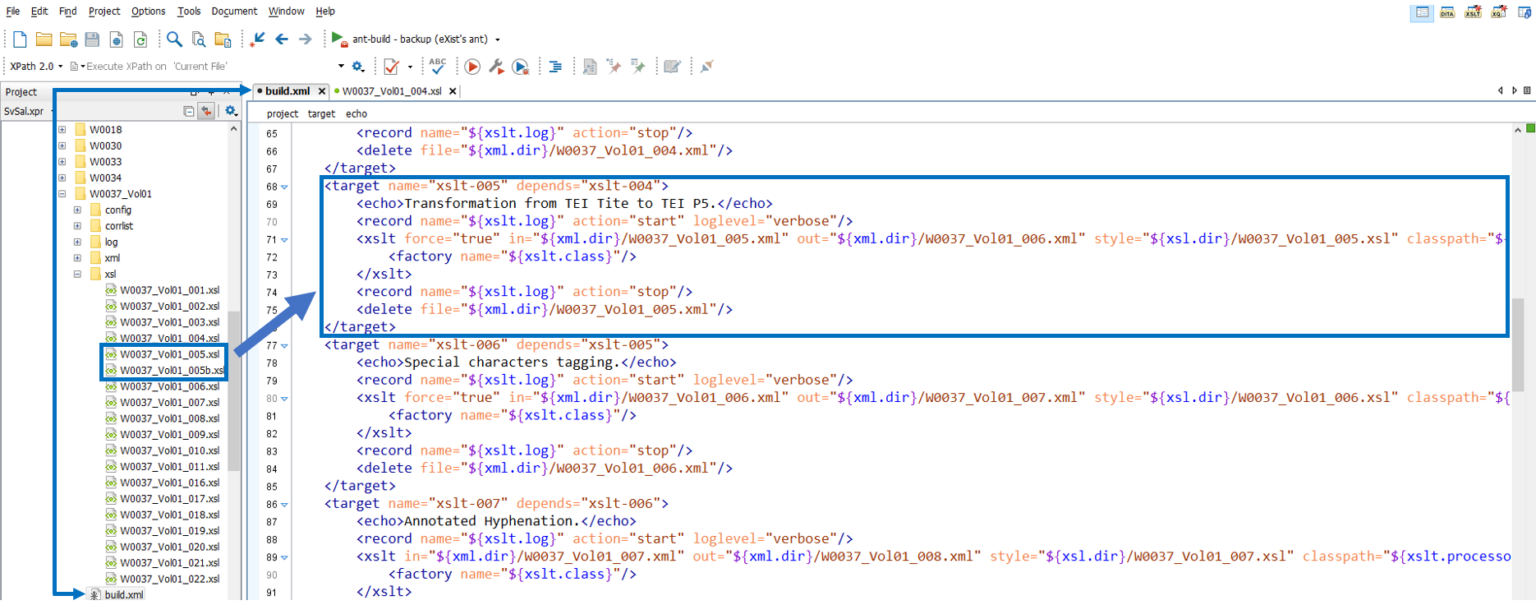 File Edit Find Project Options Tools Document Window Help
ant-build - backup (eXist's ant)
XPath 2.0 Execute XPath on 'Current File'
Project
build.xml W0037_Vol01_004.xsl
SvSal.xpr
project target echo
W0018
W0030
W0033
W0034
W0037_Vol01
config
corrlist
log
xml
xsl
W0037_Vol01_001.xsl
W0037_Vol01_002.xsl
W0037_Vol01_003.xsl
W0037_Vol01_004.xsl
W0037_Vol01_005.xsl
W0037_Vol01_005b.xsl
W0037_Vol01_006.xsl
W0037_Vol01_007.xsl
W0037_Vol01_008.xsl
W0037_Vol01_009.xsl
W0037_Vol01_010.xsl
W0037_Vol01_011.xsl
W0037_Vol01_016.xsl
W0037_Vol01_017.xsl
W0037_Vol01_018.xsl
W0037_Vol01_019.xsl
W0037_Vol01_020.xsl
W0037_Vol01_021.xsl
W0037_Vol01_022.xsl
build.xml
65 <record name="${xslt.log}" action="stop"/>
66 <delete file="${xml.dir}/W0037_Vol01_004.xml"/>
67 </target>
68 <target name="xslt-005" depends="xslt-004">
69 <echo>Transformation from TEI Tite to TEI P5.</echo>
70 <record name="${xslt.log}" action="start" loglevel="verbose"/>
71 <xslt force="true" in="${xml.dir}/W0037_Vol01_005.xml" out="${xml.dir}/W0037_Vol01_006.xml" style="${xsl.dir}/W0037_Vol01_005.xsl" classpath="$
72 <factory name="${xslt.class}"/>
73 </xslt>
74 <record name="${xslt.log}" action="stop"/>
75 <delete file="${xml.dir}/W0037_Vol01_005.xml"/>
</target>
77 <target name="xslt-006" depends="xslt-005">
78 <echo>Special characters tagging.</echo>
79 <record name="${xslt.log}" action="start" loglevel="verbose"/>
80 <xslt force="true" in="${xml.dir}/W0037_Vol01_006.xml" out="${xml.dir}/W0037_Vol01_007.xml" style="${xsl.dir}/W0037_Vol01_006.xsl" classpath="${
81 <factory name="${xslt.class}"/>
82 </xslt>
83 <record name="${xslt.log}" action="stop"/>
84 <delete file="${xml.dir}/W0037_Vol01_006.xml"/>
85 </target>
86 <target name="xslt-007" depends="xslt-006">
87 <echo>Annotated Hyphenation.</echo>
88 <record name="${xslt.log}" action="start" loglevel="verbose"/>
89 <xslt in="${xml.dir}/W0037_Vol01_007.xml" out="${xml.dir}/W0037_Vol01_008.xml" style="${xsl.dir}/W0037_Vol01_007.xsl" classpath="${xslt.processo
90 <factory name="${xslt.class}"/>
91 </xslt>